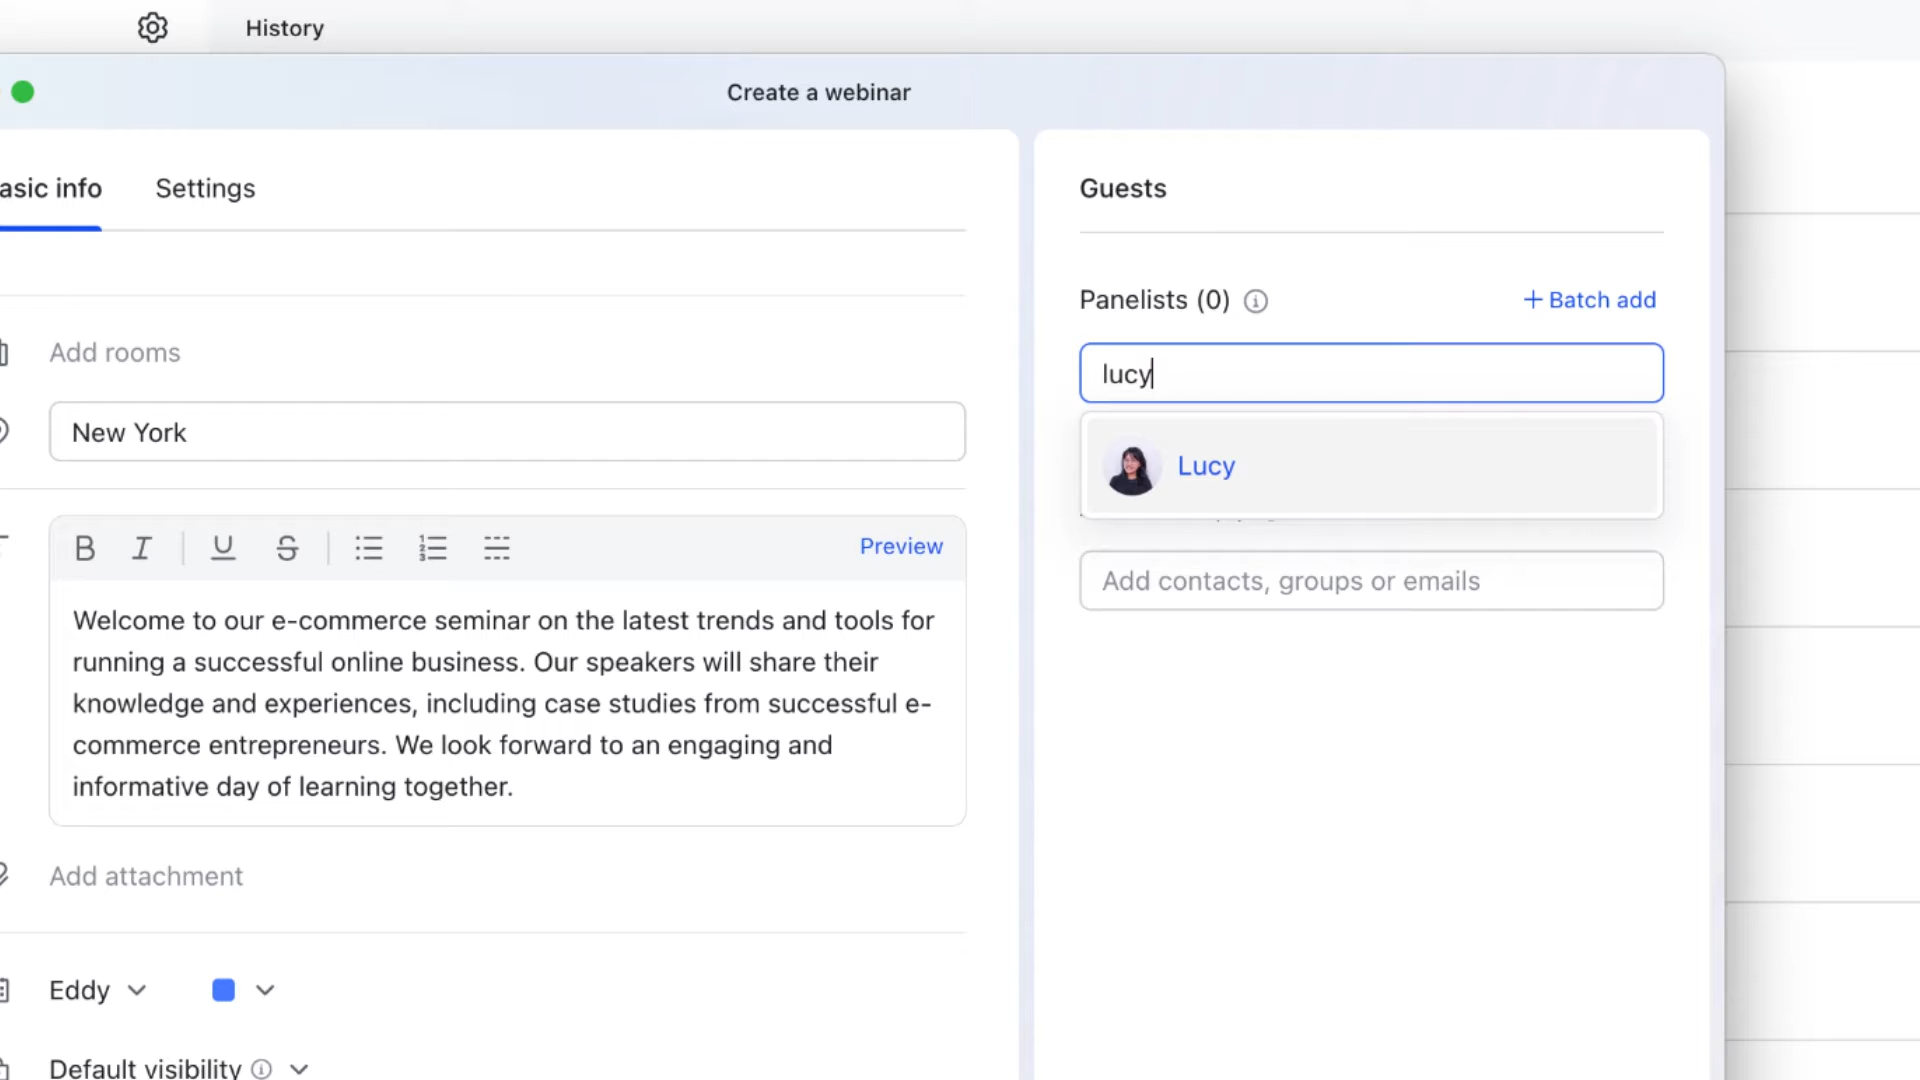 History
Create a webinar
asic info
Settings
Guests
Panelists (0)
+ Batch add
Add rooms
lucy
New York
Lucy
B I U S
Preview
Add contacts, groups or emails
Welcome to our e-commerce seminar on the latest trends and tools for
running a successful online business. Our speakers will share their
knowledge and experiences, including case studies from successful e-
commerce entrepreneurs. We look forward to an engaging and
informative day of learning together.
Add attachment
Eddy
Default visibility